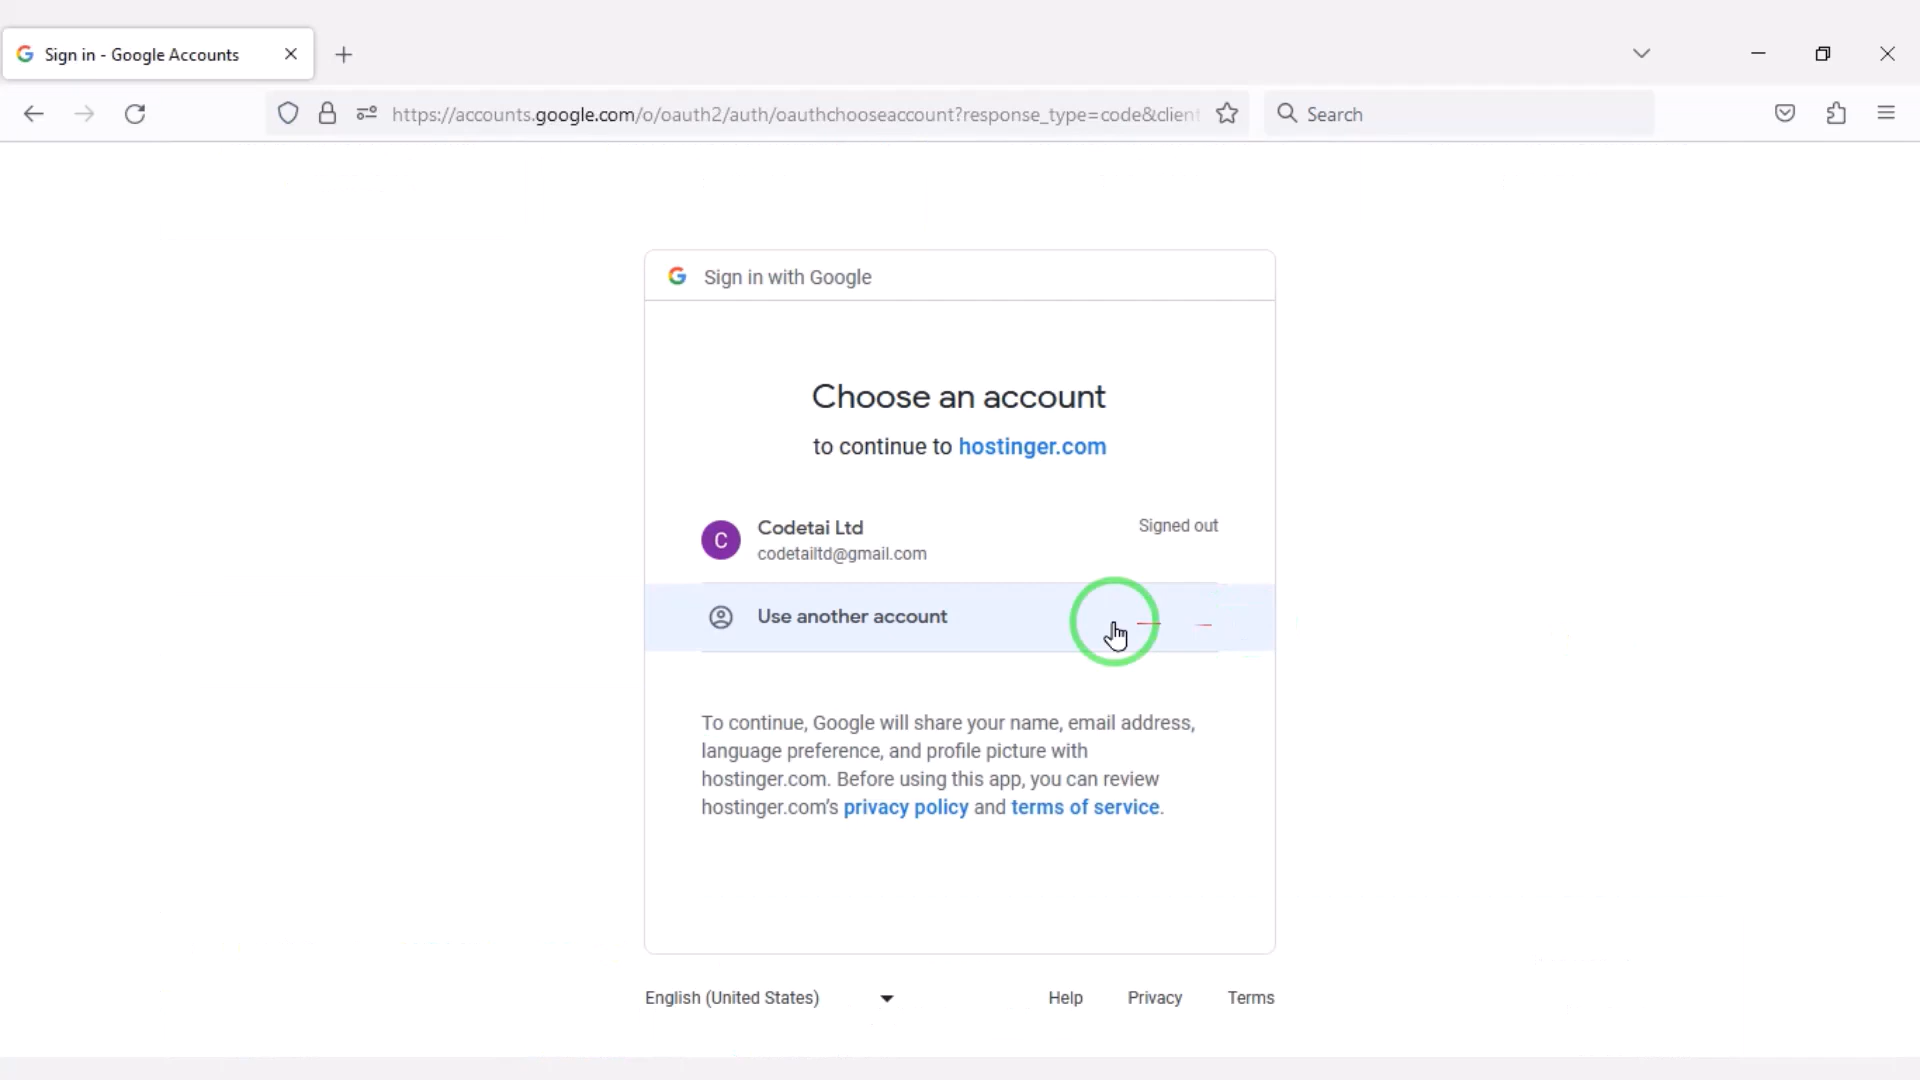 Sign in - Google Accounts
https://accounts.google.com/o/oauth2/auth/oauthchooseaccount?response_type=code&client
Search
Sign in with Google
Choose an account
to continue to hostinger.com
C
Codetai Ltd
Signed out
codetailtd@gmail.com
Use another account
To continue, Google will share your name, email address,
language preference, and profile picture with
hostinger.com. Before using this app, you can review
hostinger.com's privacy policy and terms of service.
English (United States)
Help
Privacy
Terms